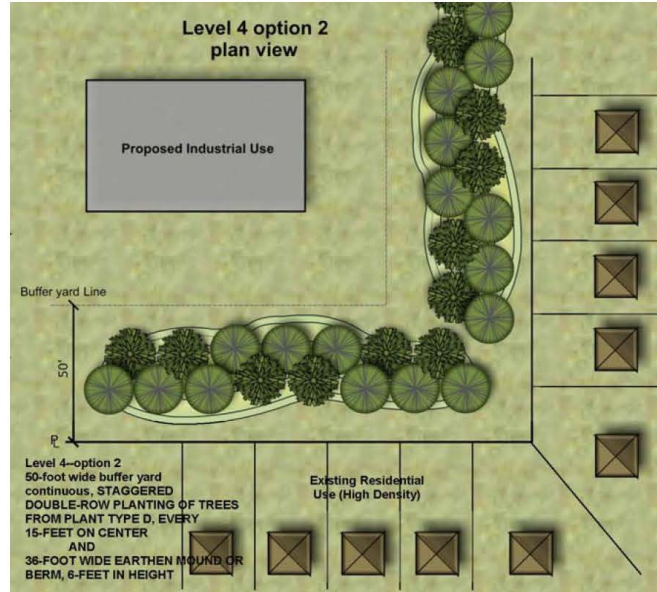 Level 4 option 2
plan view
Proposed Industrial Use
Buffer yard Line
50'
PL
Level 4--option 2
50-foot wide buffer yard
continuous, STAGGERED
DOUBLE-ROW PLANTING OF TREES
FROM PLANT TYPE D, EVERY
15-FEET ON CENTER
AND
36-FOOT WIDE EARTHEN MOUND OR
BERM, 6-FEET IN HEIGHT
Existing Residential
Use (High Density)